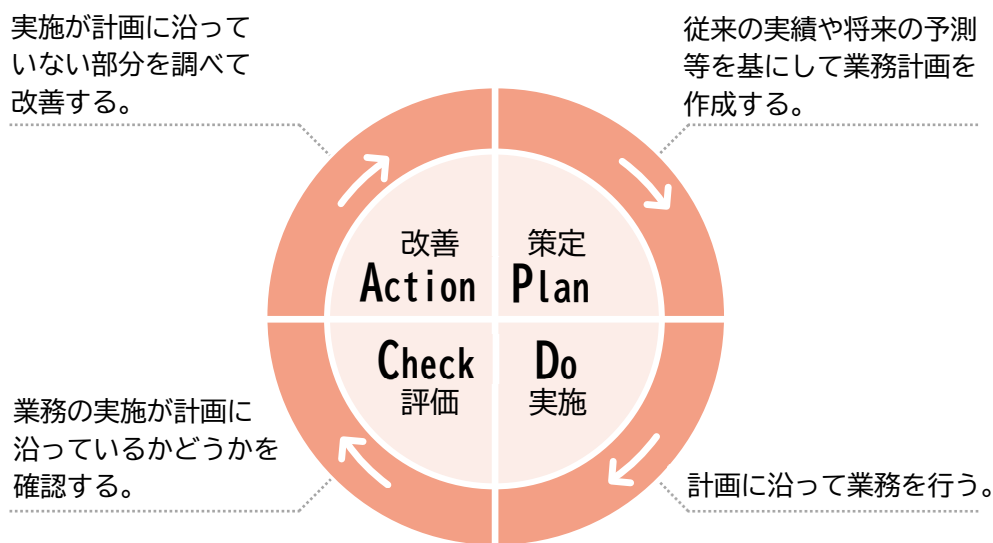 実施が計画に沿って
いない部分を調べて
改善する。
従来の実績や将来の予測
等を基にして業務計画を
作成する。
改善
Action
策定
Plan
Check
評価
Do
実施
業務の実施が計画に
沿っているかどうかを
確認する。
計画に沿って業務を行う。